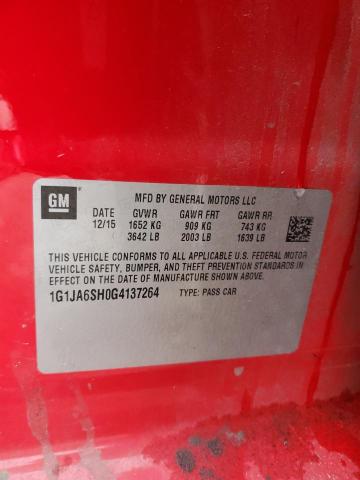 GM
MFD BY GENERAL MOTORS LLC
DATE GVWR GAWR FRT GAWR RR
12/15 1652 KG 909 KG 743 KG
3642 LB 2003 LB 1639 LB
THIS VEHICLE CONFORMS TO ALL APPLICABLE U.S. FEDERAL MOTOR
VEHICLE SAFETY, BUMPER, AND THEFT PREVENTION STANDARDS IN
EFFECT ON THE DATE OF MANUFACTURE SHOWN ABOVE.
1G1JA6SH0G4137264 TYPE: PASS CAR